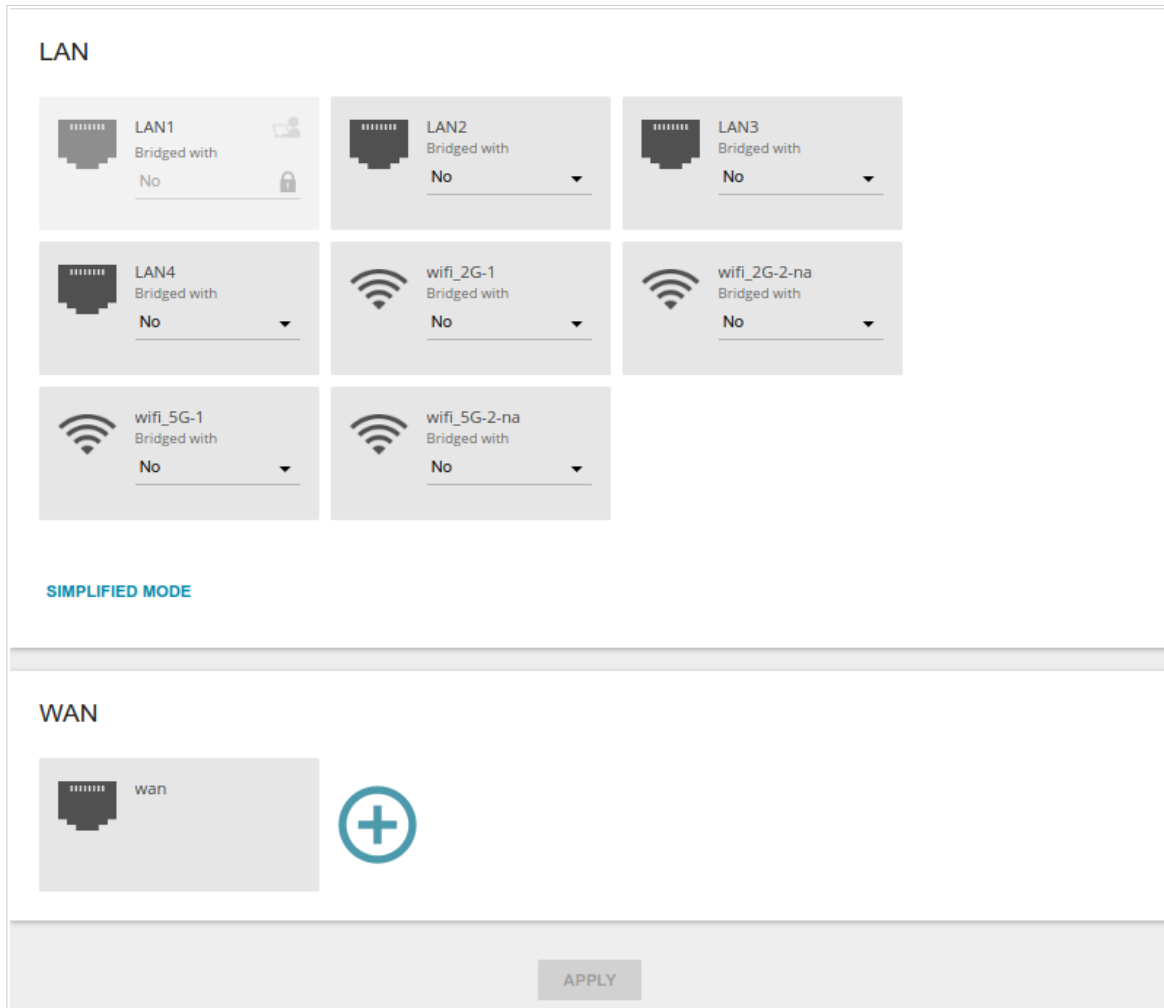 LAN
LAN1
Bridged with
No
LAN2
Bridged with
No
LAN3
Bridged with
No
LAN4
Bridged with
No
wifi_2G-1
Bridged with
No
wifi_2G-2-na
Bridged with
No
wifi_5G-1
Bridged with
No
wifi_5G-2-na
Bridged with
No
SIMPLIFIED MODE
WAN
wan
APPLY